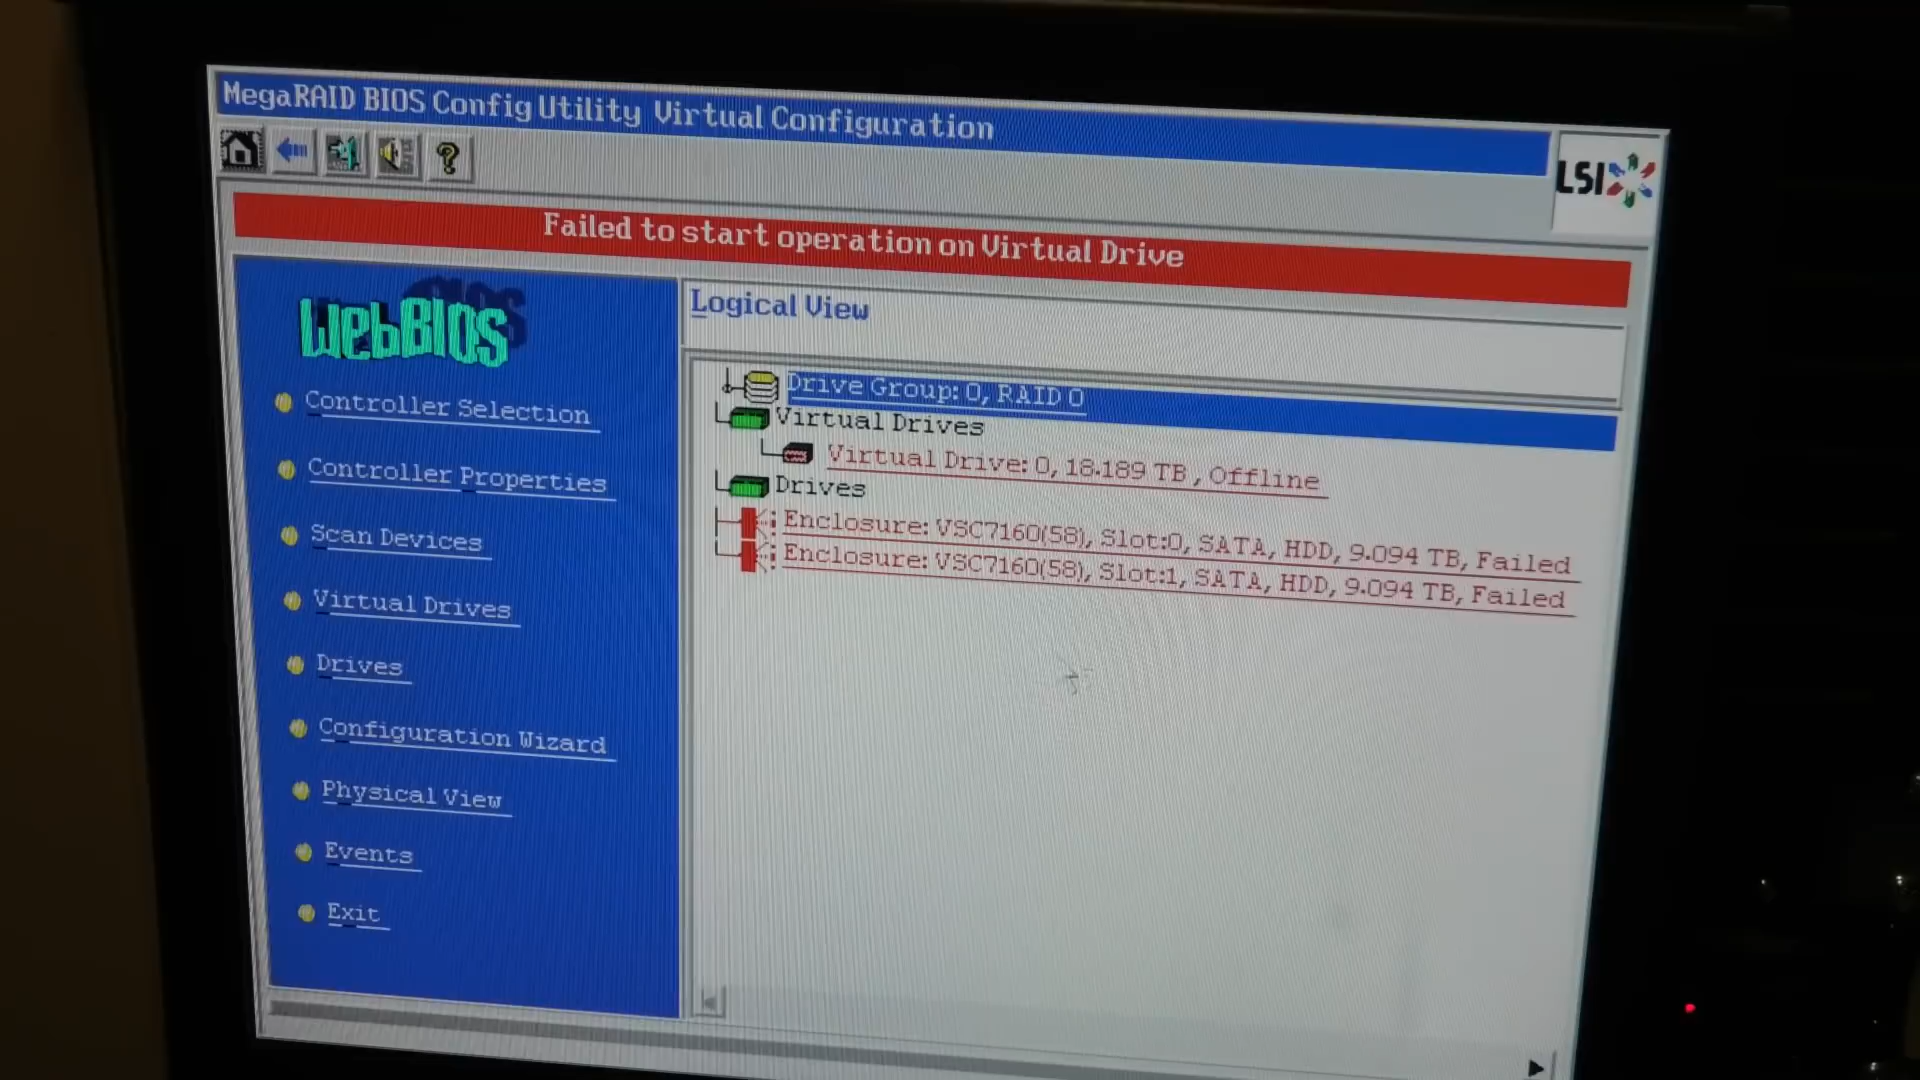 MegaRAID BIOS Config Utility Virtual Configuration
LSI
Failed to start operation on Virtual Drive
WebBIOS
Controller Selection
Controller Properties
Scan Devices
Virtual Drives
Drives
Configuration Wizard
Physical View
Events
Exit
Logical View
Drive Group: 0, RAID 0
Virtual Drives
Virtual Drive: 0, 18.189 TB , Offline
Drives
Enclosure: VSC7160(58), Slot:0, SATA, HDD, 9.094 TB, Failed
Enclosure: VSC7160(58), Slot:1, SATA, HDD, 9.094 TB, Failed